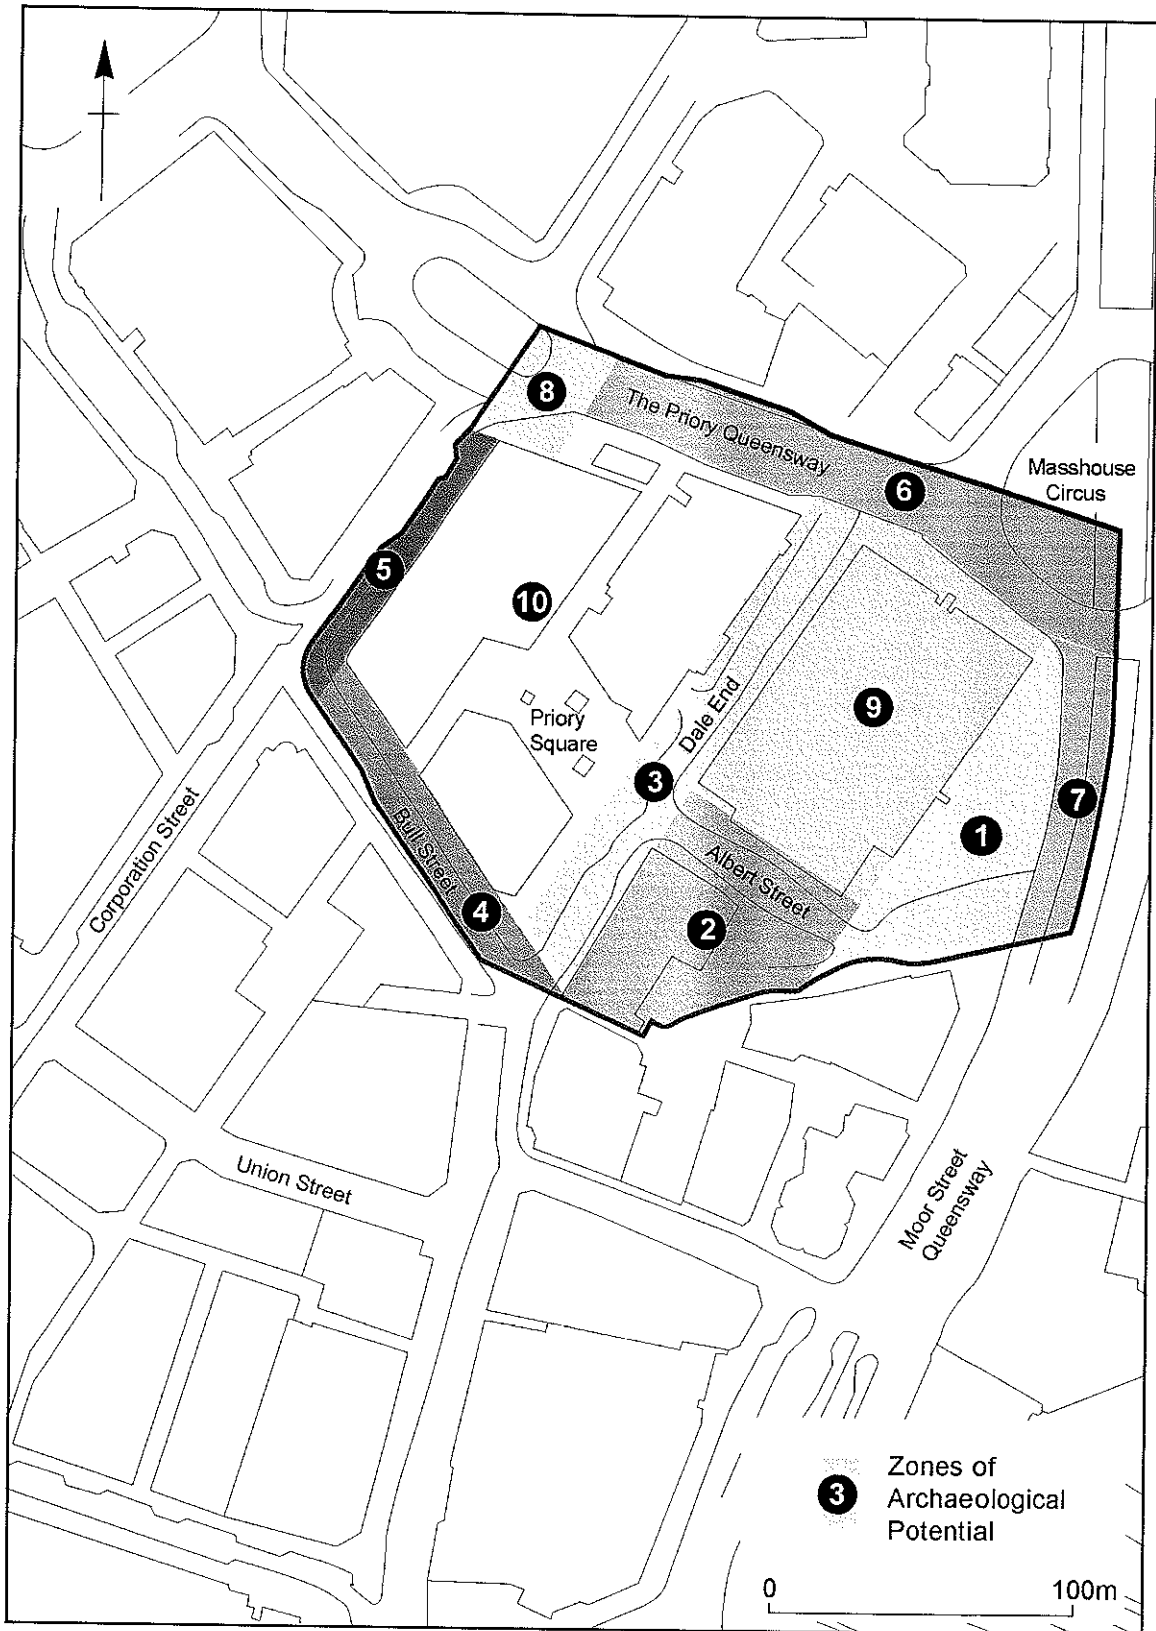 8
The Priory Queensway
6
Masshouse
Circus
5
10
Priory
Square
Dale End
9
3
7
1
Corporation Street
Bull Street
4
Albert Street
2
Union Street
Moor Street
Queensway
3
Zones of
Archaeological
Potential
0 100m